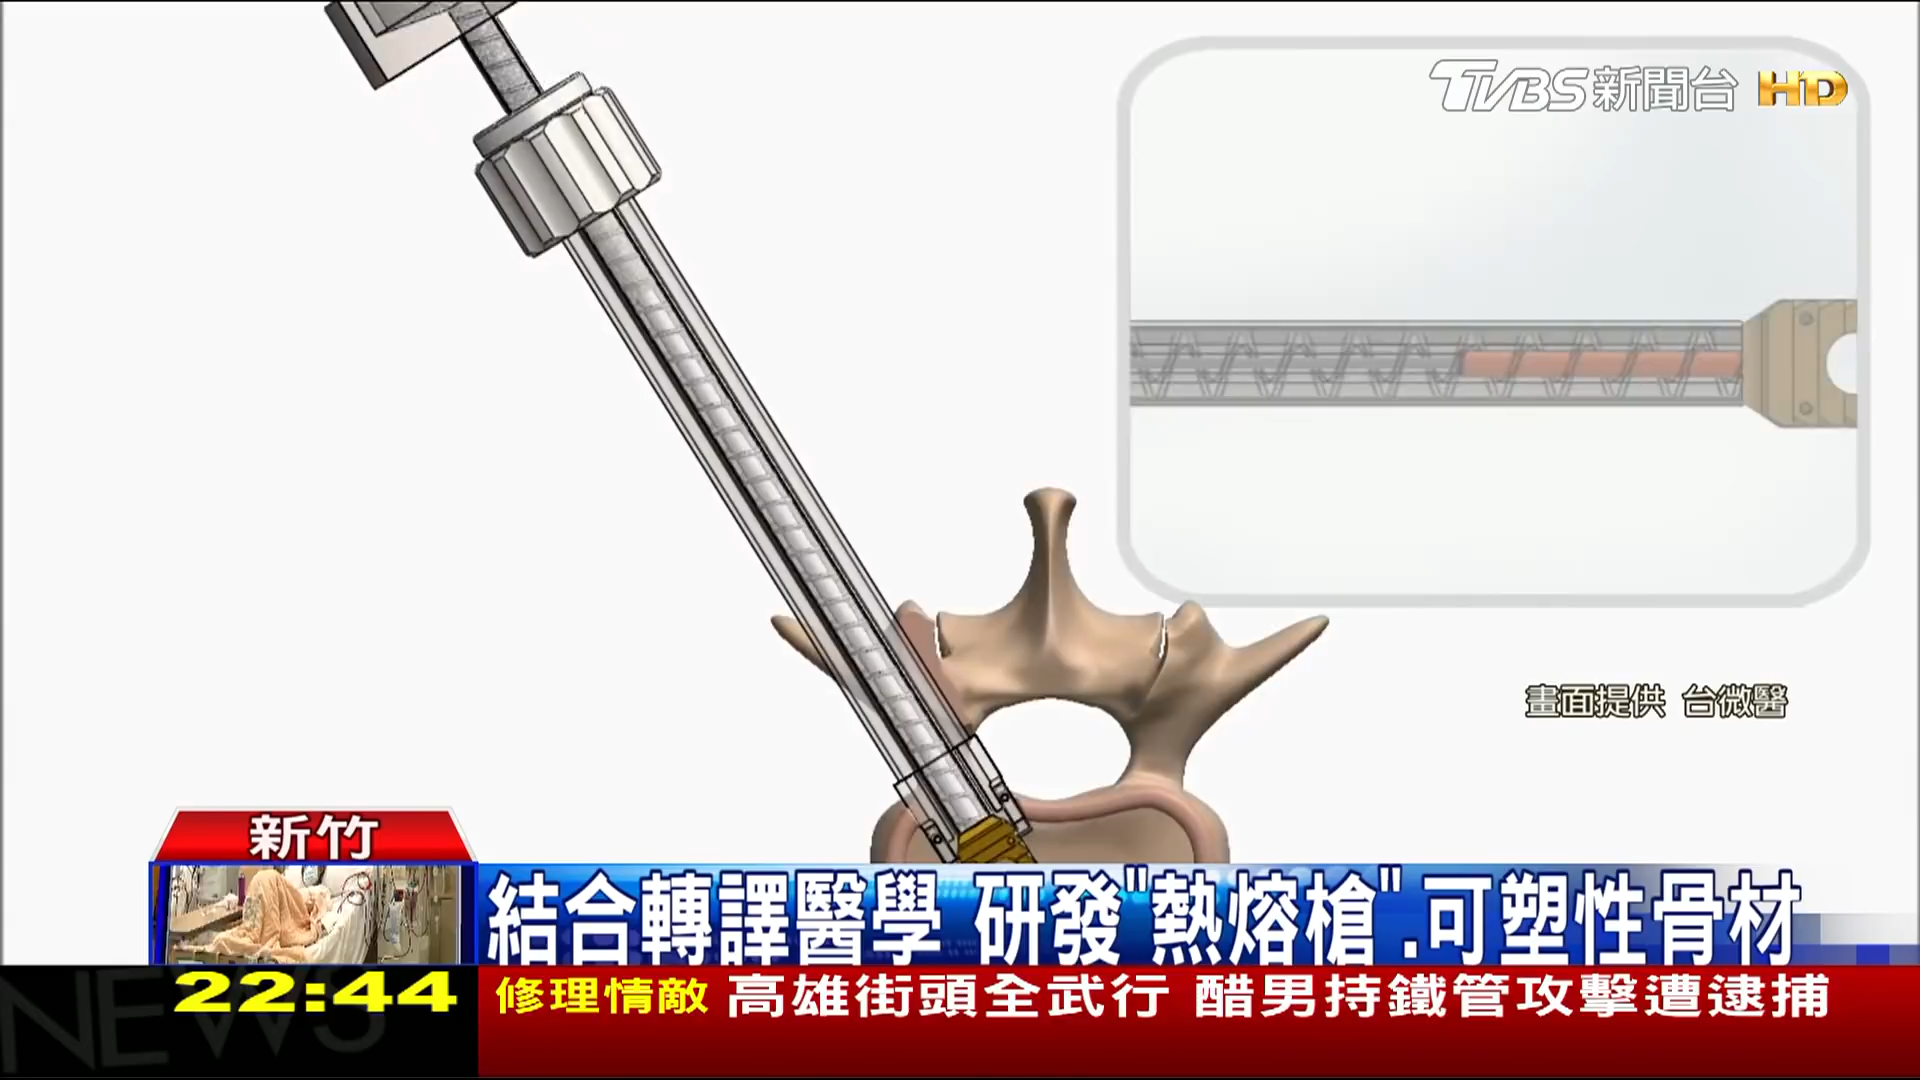 TVBS新聞台 HD
畫面提供 台微醫
新竹
結合轉譯醫學 研發"熱熔槍".可塑性骨材
22:44
修理情敵 高雄街頭全武行 醋男持鐵管攻擊遭逮捕
NEWS